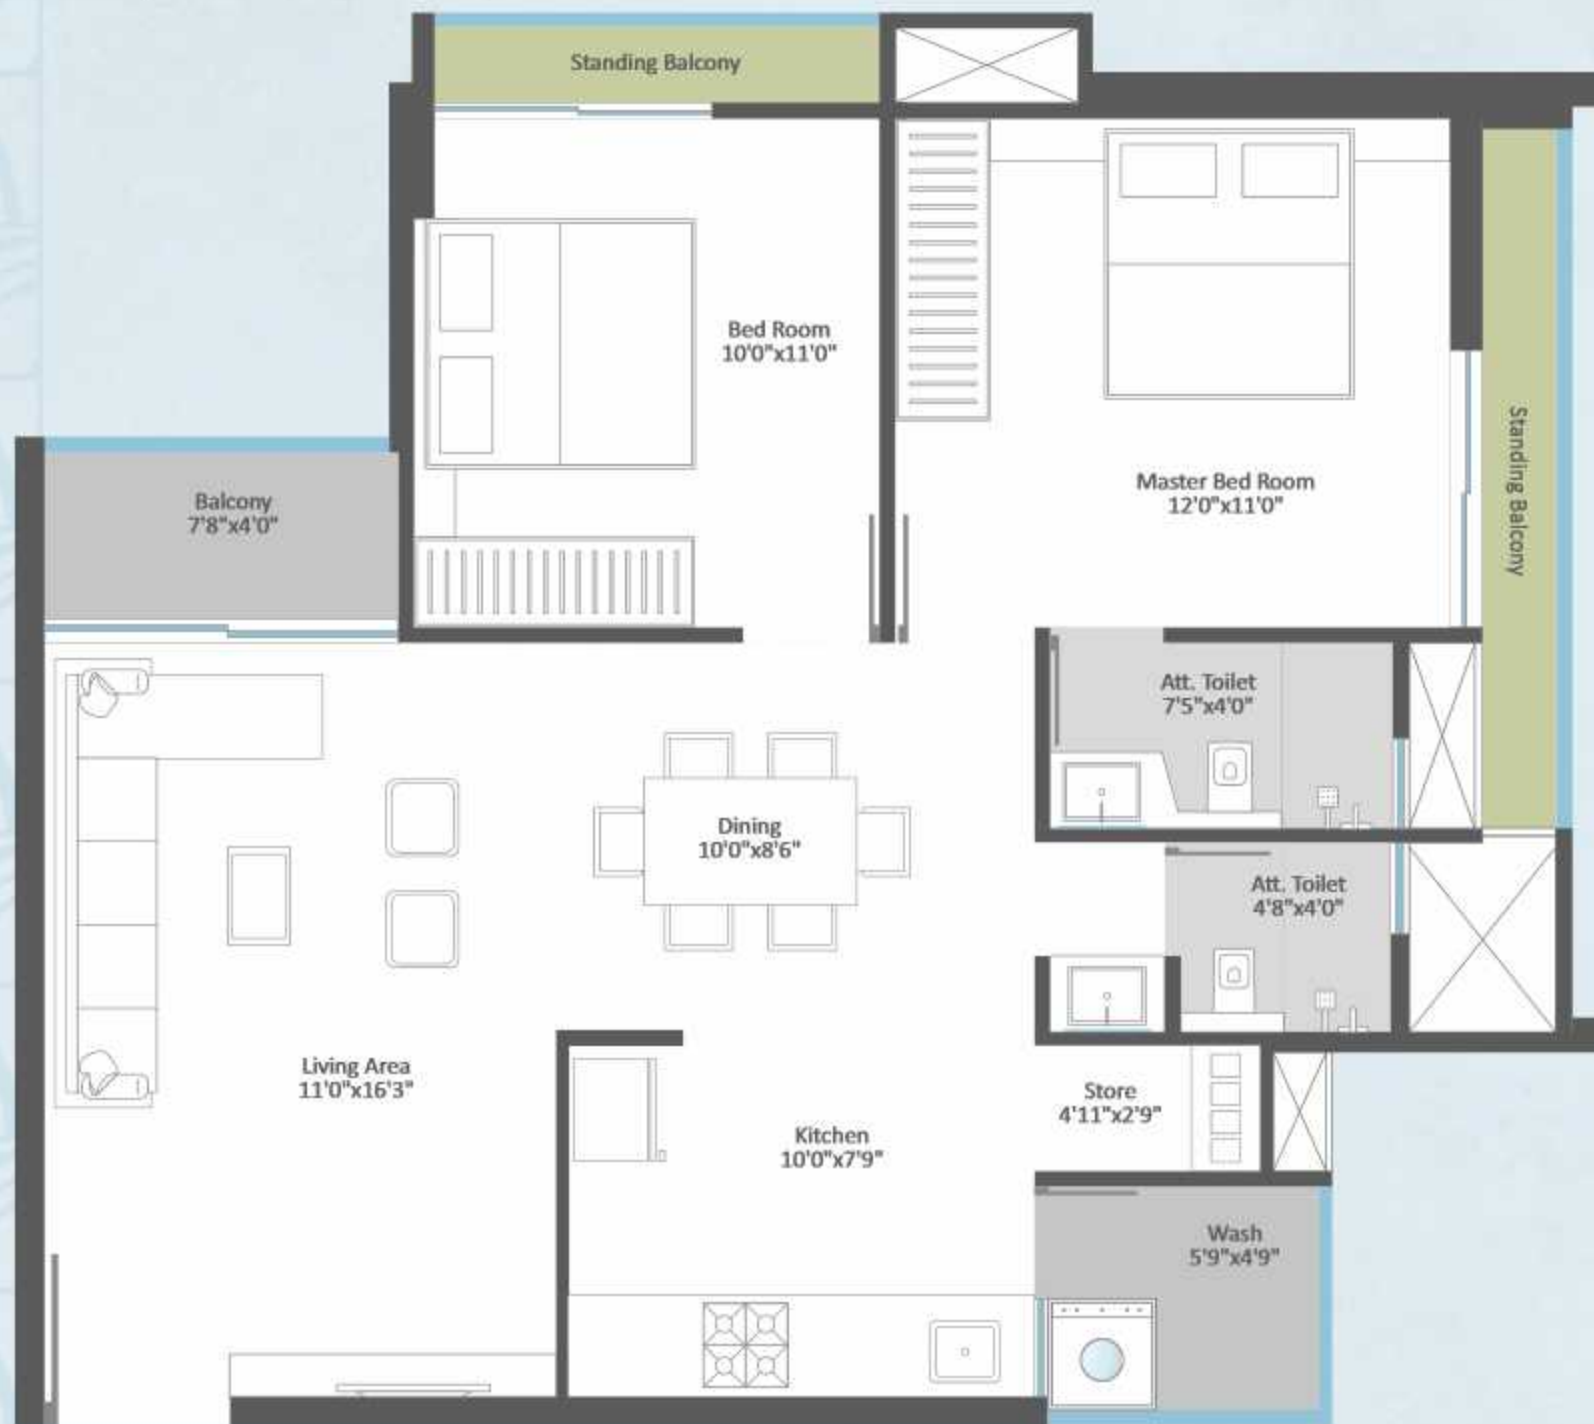 Standing Balcony
Bed Room
10'0"x11'0"
Master Bed Room
12'0"x11'0"
Standing Balcony
Balcony
7'8"x4'0"
Att. Toilet
7'5"x4'0"
Dining
10'0"x8'6"
Att. Toilet
4'8"x4'0"
Living Area
11'0"x16'3"
Store
4'11"x2'9"
Kitchen
10'0"x7'9"
Wash
5'9"x4'9"